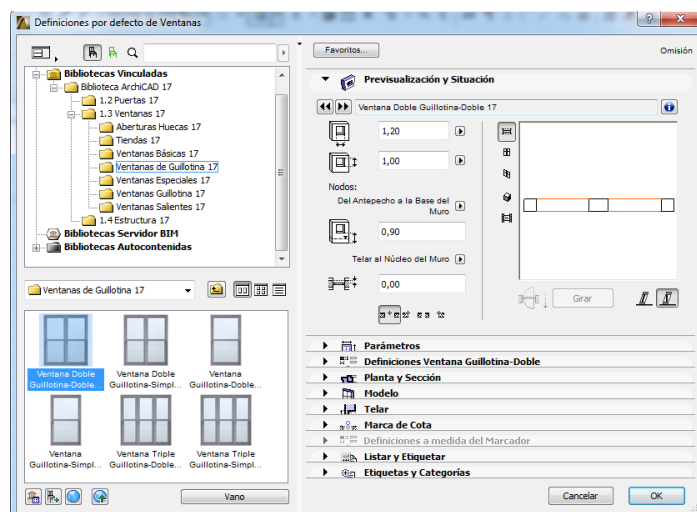 Definiciones por defecto de Ventanas
Bibliotecas Vinculadas
Biblioteca ArchiCAD 17
1.2 Puertas 17
1.3 Ventanas 17
Aberturas Huecas 17
Tiendas 17
Ventanas Básicas 17
Ventanas de Guillotina 17
Ventanas Especiales 17
Ventanas Guillotina 17
Ventanas Salientes 17
1.4 Estructura 17
Bibliotecas Servidor BIM
Bibliotecas Autocontenidas
Ventanas de Guillotina 17
Ventana Doble
Guillotina-Doble...
Ventana Doble
Guillotina-Simpl...
Ventana
Guillotina-Doble...
Ventana
Guillotina-Simpl...
Ventana Triple
Guillotina-Doble...
Ventana Triple
Guillotina-Simpl...
Vano
Favoritos...
Omisión
Previsualización y Situación
Ventana Doble Guillotina-Doble 17
1,20
1,00
Nodos:
Del Antepecho a la Base del
Muro
0,90
Telar al Núcleo del Muro
0,00
Girar
Parámetros
Definiciones Ventana Guillotina-Doble
Planta y Sección
Modelo
Telar
Marca de Cota
Definiciones a medida del Marcador
Listar y Etiquetar
Etiquetas y Categorías
Cancelar
OK